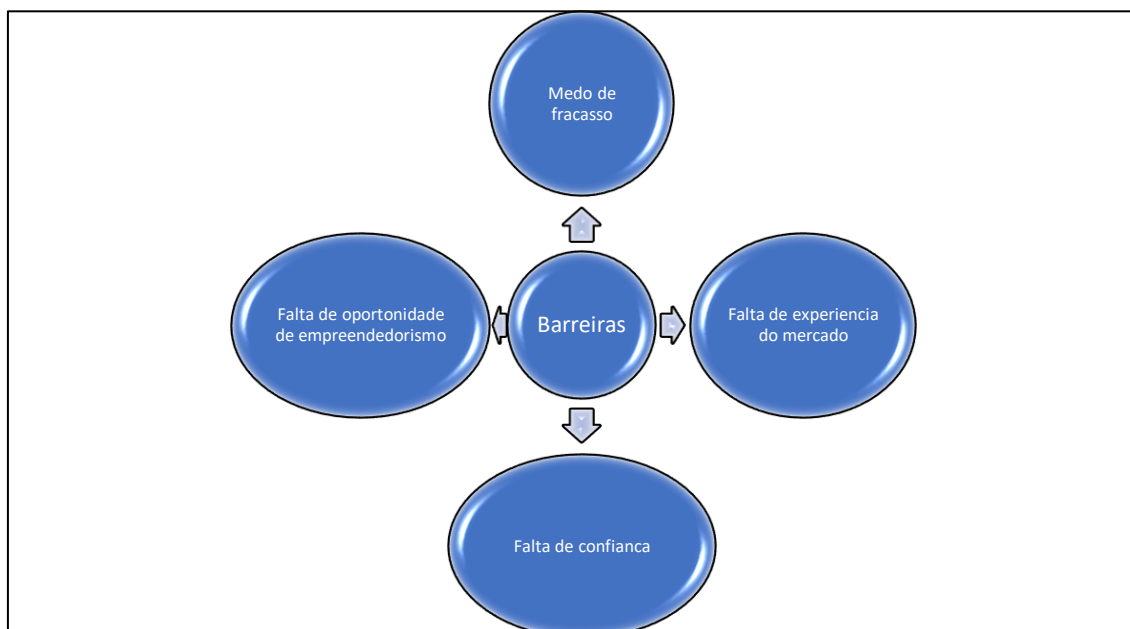 Medo de
fracasso
Falta de oportonidade
de empreendedorismo
Barreiras
Falta de experiencia
do mercado
Falta de confianca